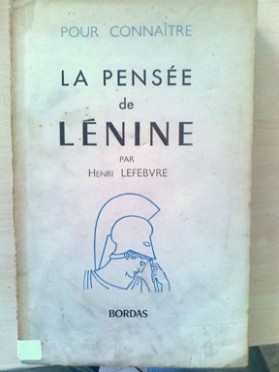 POUR CONNAÎTRE
LA PENSÉE
de
LÉNINE
PAR
HENRI LEFEBVRE
BORDAS